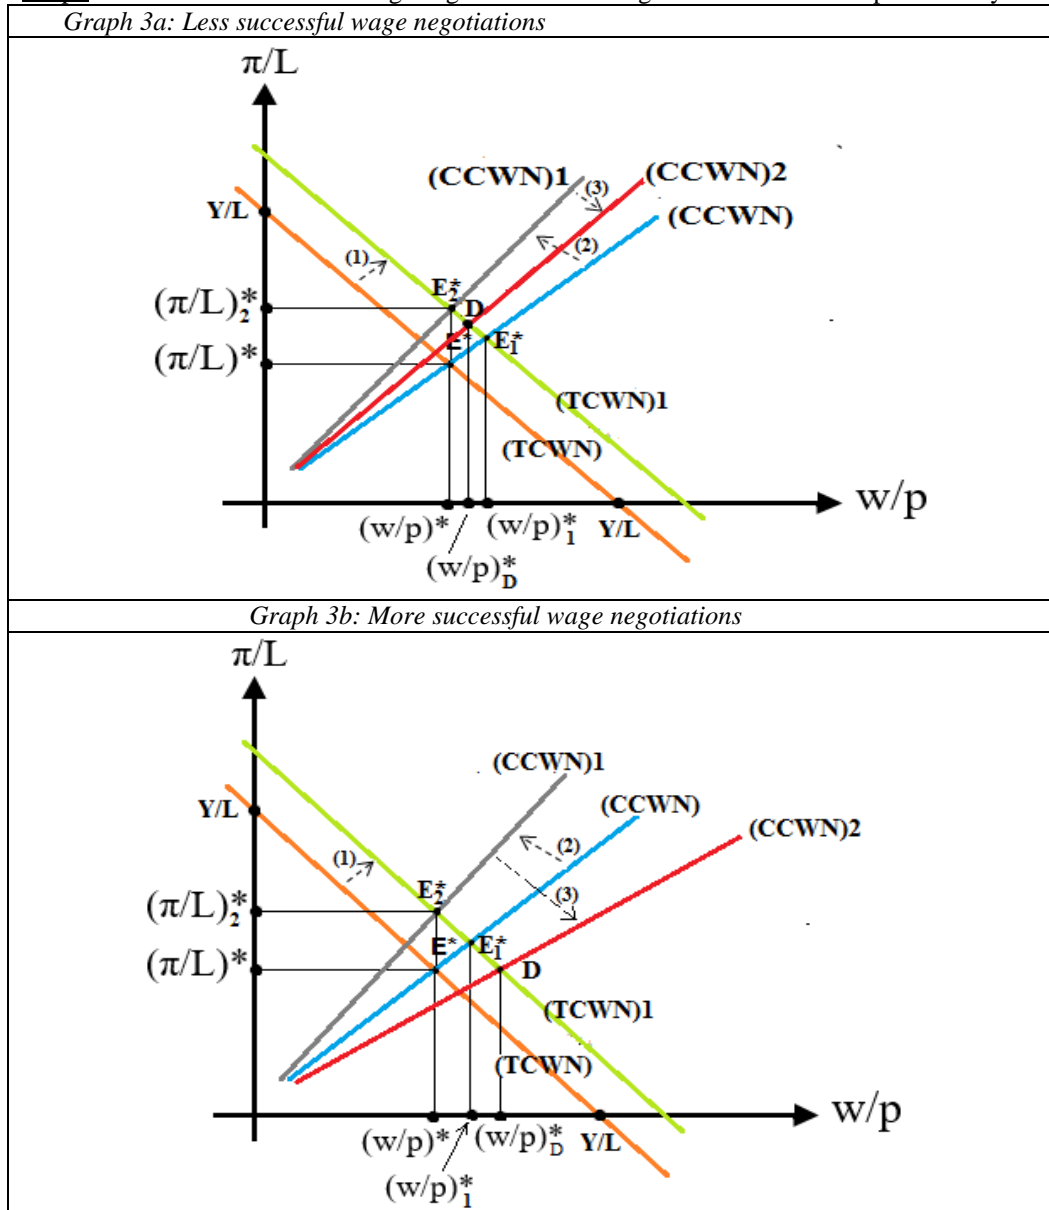 Graph 3a: Less successful wage negotiations
π/L
(CCWN)1
(3)
(CCWN)2
(CCWN)
(2)
Y/L
(1)
E*2
(π/L)*2
D
E*
E*1
(π/L)*
(TCWN)1
(TCWN)
w/p
(w/p)*
(w/p)*1
Y/L
(w/p)*D
Graph 3b: More successful wage negotiations
π/L
(CCWN)1
(CCWN)
(CCWN)2
Y/L
(2)
(1)
(3)
E*2
(π/L)*2
E*
E*1
(π/L)*
D
(TCWN)1
(TCWN)
w/p
(w/p)*
(w/p)*D
Y/L
(w/p)*1